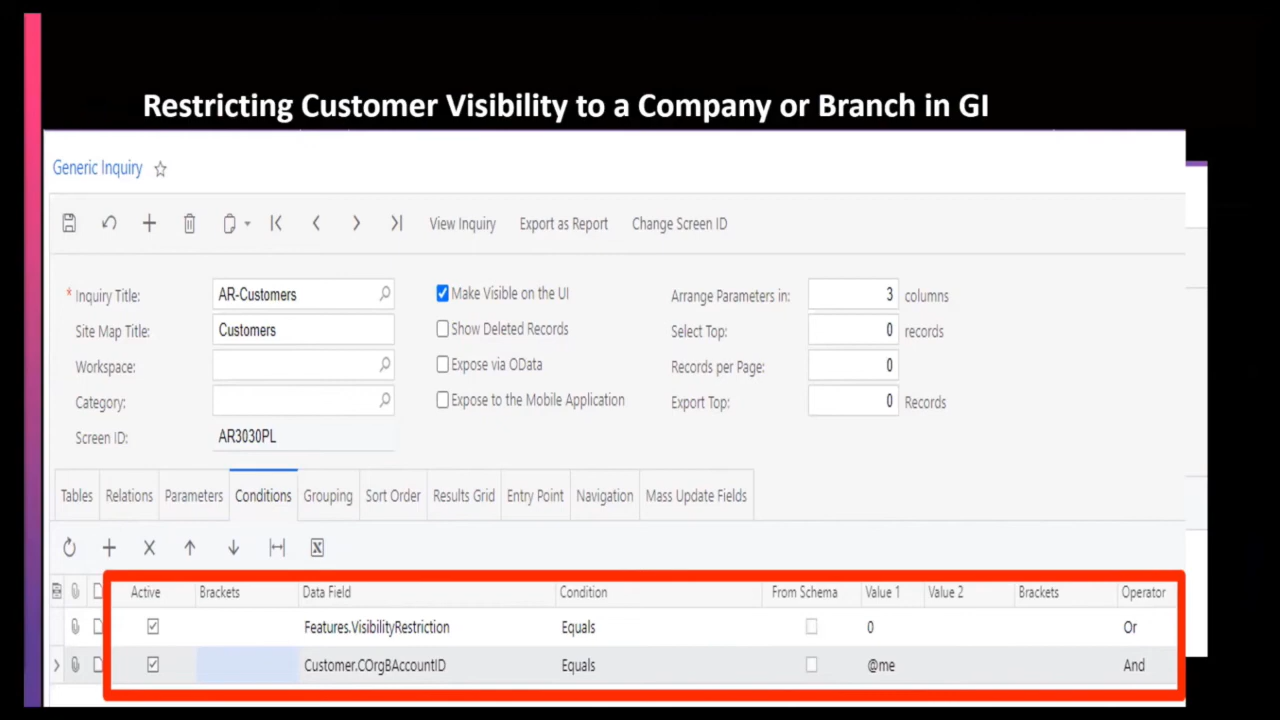 Restricting Customer Visibility to a Company or Branch in GI
Generic Inquiry
View Inquiry Export as Report Change Screen ID
* Inquiry Title: AR-Customers Make Visible on the UI Arrange Parameters in: 3 columns
Site Map Title: Customers Show Deleted Records Select Top: 0 records
Workspace: Expose via OData Records per Page: 0
Category: Expose to the Mobile Application Export Top: 0 Records
Screen ID: AR3030PL
Tables Relations Parameters Conditions Grouping Sort Order Results Grid Entry Point Navigation Mass Update Fields
Active Brackets Data Field Condition From Schema Value 1 Value 2 Brackets Operator
Features.VisibilityRestriction Equals 0 Or
Customer.COrgBAccountID Equals @me And